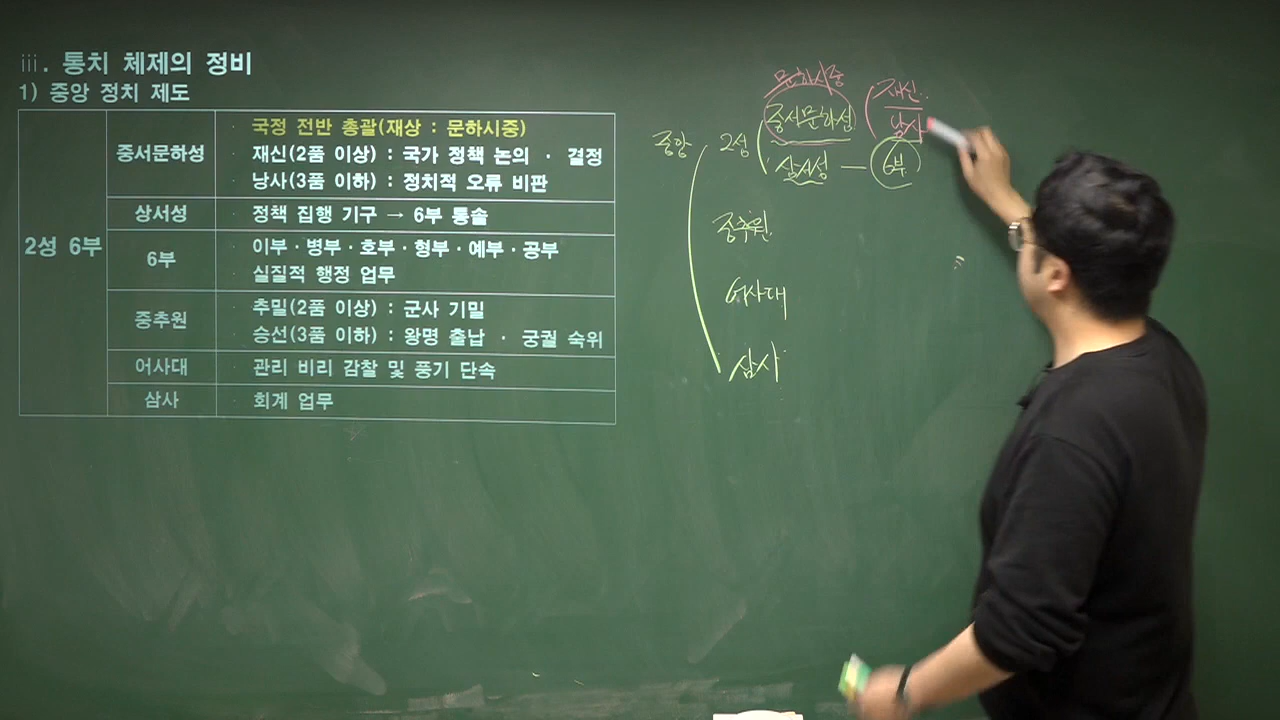 ⅲ. 통치 체제의 정비
1) 중앙 정치 제도
2성 6부
중서문하성
· 국정 전반 총괄(재상 : 문하시중)
· 재신(2품 이상) : 국가 정책 논의 · 결정
· 낭사(3품 이하) : 정치적 오류 비판
상서성
· 정책 집행 기구 → 6부 통솔
6부
· 이부·병부·호부·형부·예부·공부
· 실질적 행정 업무
중추원
· 추밀(2품 이상) : 군사 기밀
· 승선(3품 이하) : 왕명 출납 · 궁궐 숙위
어사대
· 관리 비리 감찰 및 풍기 단속
삼사
· 회계 업무
중앙
2성
문하시중
중서문하성
재신
낭사
상서성 — 6부
중추원
어사대
삼사